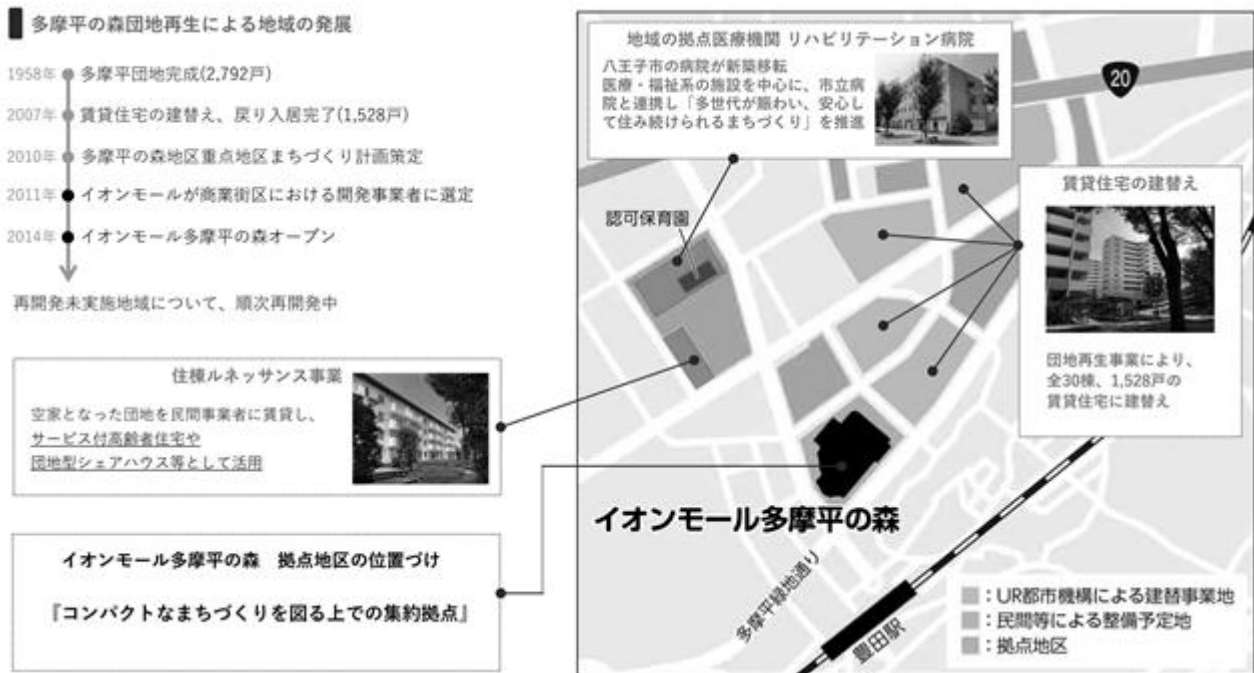 多摩平の森団地再生による地域の発展
1958年 多摩平団地完成(2,792戸)
2007年 賃貸住宅の建替え、戻り入居完了(1,528戸)
2010年 多摩平の森地区重点地区まちづくり計画策定
2011年 イオンモールが商業街区における開発事業者に選定
2014年 イオンモール多摩平の森オープン
再開発未実施地域について、順次再開発中
住棟ルネッサンス事業
空家となった団地を民間事業者に賃貸し、
サービス付高齢者住宅や
団地型シェアハウス等として活用
イオンモール多摩平の森 拠点地区の位置づけ
『コンパクトなまちづくりを図る上での集約拠点』
地域の拠点医療機関 リハビリテーション病院
八王子市の病院が新築移転
医療・福祉系の施設を中心に、市立病
院と連携し「多世代が賑わい、安心し
て住み続けられるまちづくり」を推進
20
認可保育園
賃貸住宅の建替え
団地再生事業により、
全30棟、1,528戸の
賃貸住宅に建替え
イオンモール多摩平の森
多摩平緑地通り
豊田駅
:UR都市機構による建替事業地
:民間等による整備予定地
:拠点地区